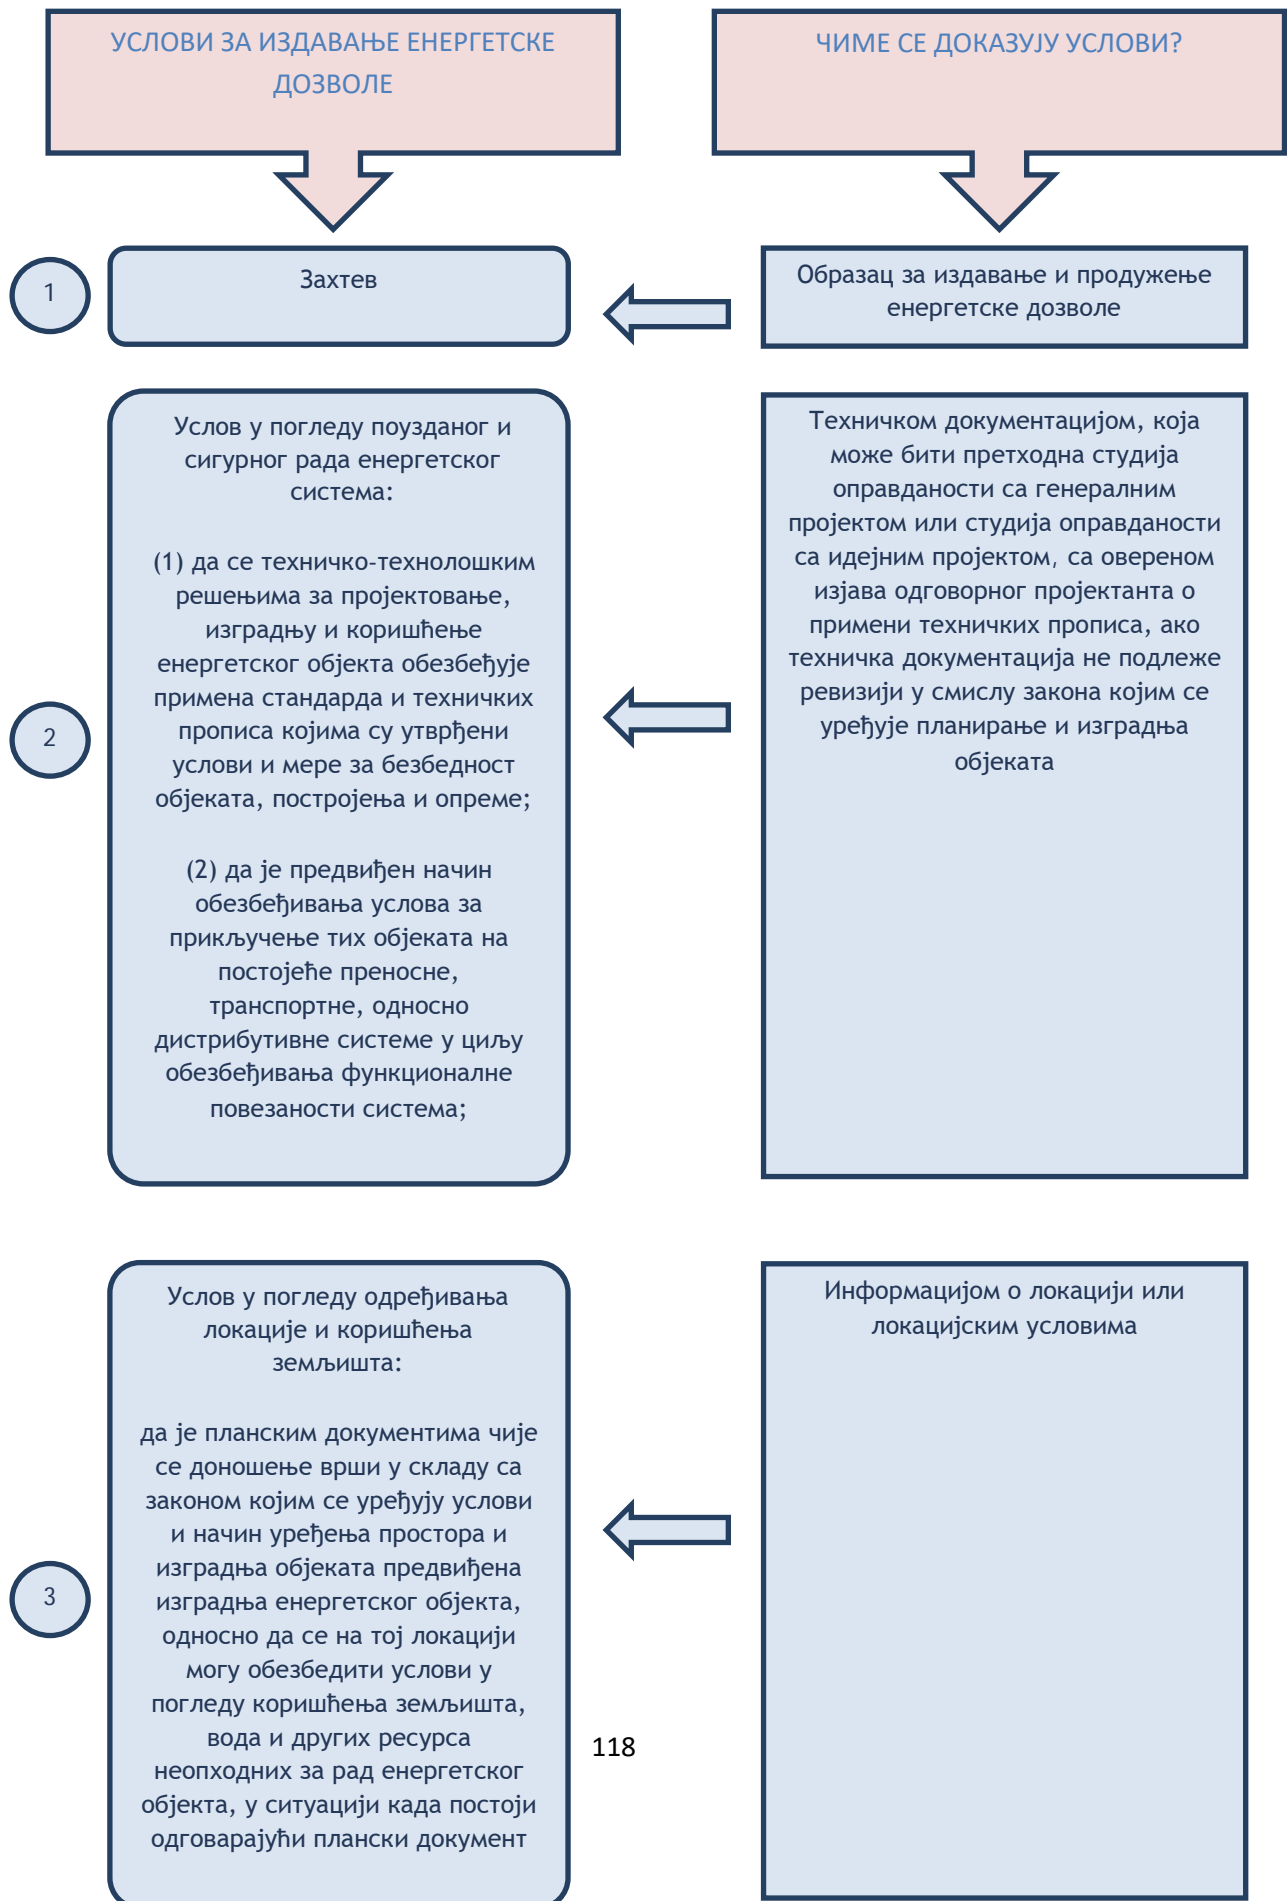 УСЛОВИ ЗА ИЗДАВАЊЕ ЕНЕРГЕТСКЕ
ДОЗВОЛЕ
ЧИМЕ СЕ ДОКАЗУЈУ УСЛОВИ?
1
Захтев
Образац за издавање и продужење
енергетске дозволе
2
Услов у погледу поузданог и
сигурног рада енергетског
система:
(1) да се техничко-технолошким
решењима за пројектовање,
изградњу и коришћење
енергетског објекта обезбеђује
примена стандарда и техничких
прописа којима су утврђени
услови и мере за безбедност
објеката, постројења и опреме;
(2) да је предвиђен начин
обезбеђивања услова за
прикључење тих објеката на
постојеће преносне,
транспортне, односно
дистрибутивне системе у циљу
обезбеђивања функционалне
повезаности система;
Техничком документацијом, која
може бити претходна студија
оправданости са генералним
пројектом или студија оправданости
са идејним пројектом, са овереном
изјава одговорног пројектанта о
примени техничких прописа, ако
техничка документација не подлеже
ревизији у смислу закона којим се
уређује планирање и изградња
објеката
3
Услов у погледу одређивања
локације и коришћења
земљишта:
да је планским документима чије
се доношење врши у складу са
законом којим се уређују услови
и начин уређења простора и
изградња објеката предвиђена
изградња енергетског објекта,
односно да се на тој локацији
могу обезбедити услови у
погледу коришћења земљишта,
вода и других ресурса
неопходних за рад енергетског
објекта, у ситуацији када постоји
одговарајући плански документ
Информацијом о локацији или
локацијским условима
118